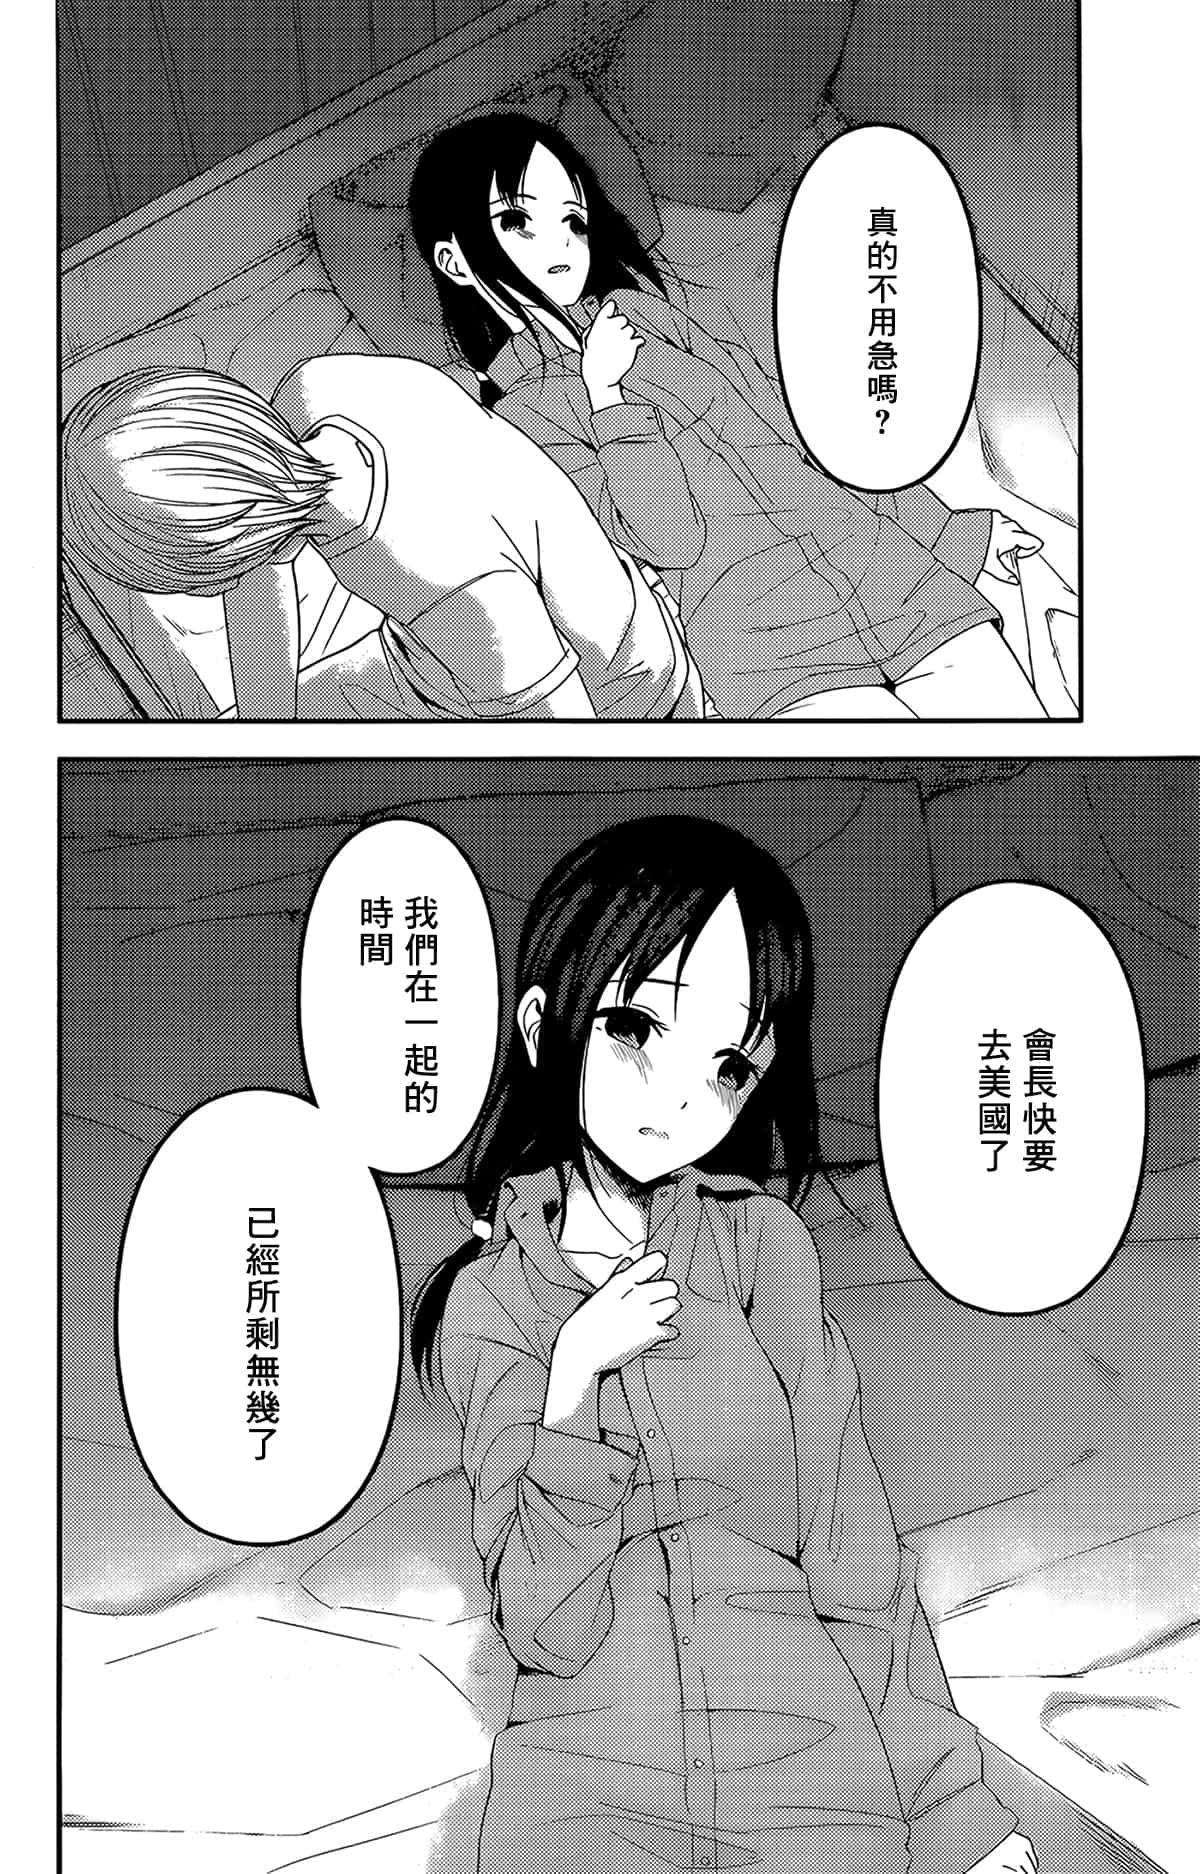 真的不用急嗎?
會長快要
去美國了
我們在一起的
時間
已經所剩無幾了